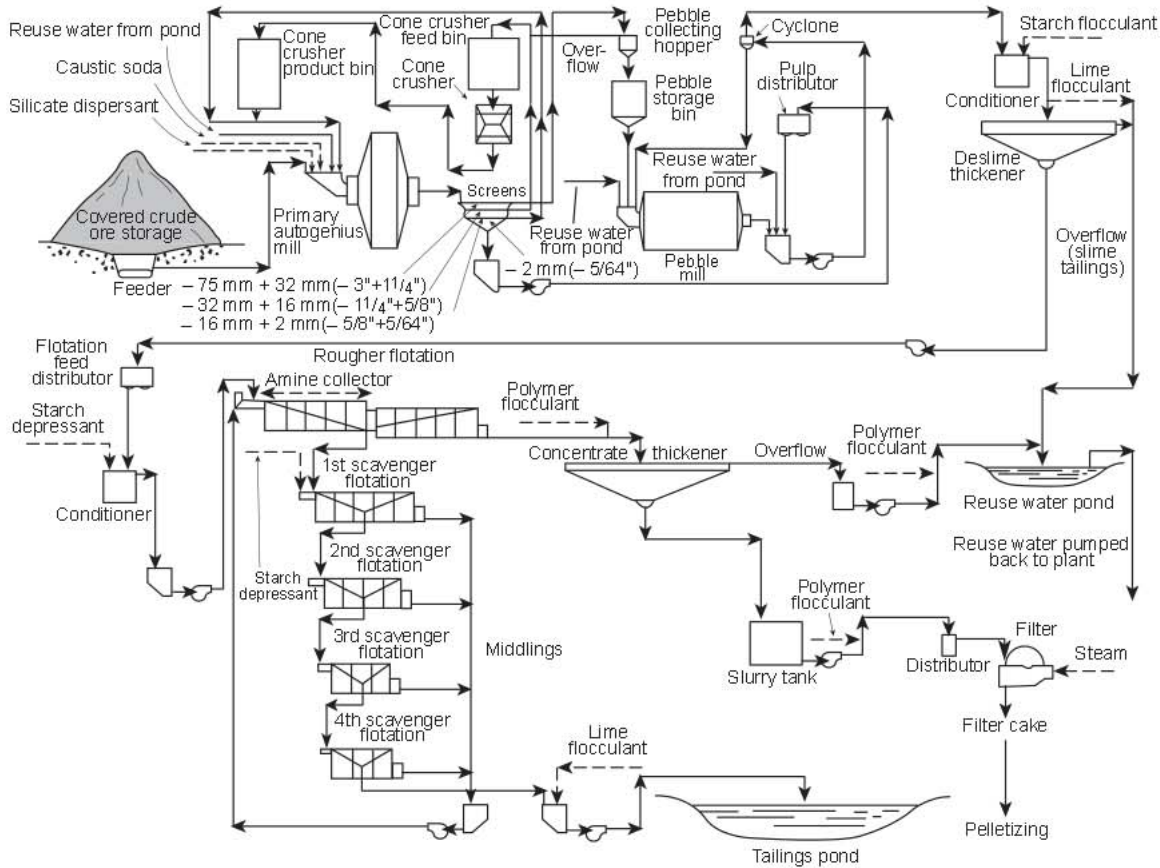 Reuse water from pond
Caustic soda
Silicate dispersant
Cone
crusher
product bin
Cone crusher
feed bin
Cone
crusher
Over-
flow
Pebble
collecting
hopper
Pebble
storage
bin
Cyclone
Pulp
distributor
Starch flocculant
Lime
flocculant
Conditioner
Deslime
thickener
Covered crude
ore storage
Feeder
Primary
autogenius
mill
Screens
Reuse water
from pond
Reuse water
from pond
Pebble mill
Overflow
(slime
tailings)
– 2 mm(– 5/64")
– 75 mm + 32 mm(– 3"+11/4")
– 32 mm + 16 mm(– 11/4"+5/8")
– 16 mm + 2 mm(– 5/8"+5/64")
Flotation
feed
distributor
Rougher flotation
Amine collector
Polymer
flocculant
Starch
depressant
Conditioner
1st scavenger
flotation
Concentrate thickener
Overflow
Polymer
flocculant
Reuse water pond
Reuse water pumped
back to plant
2nd scavenger
flotation
Starch
depressant
3rd scavenger
flotation
Middlings
Polymer
flocculant
Slurry tank
Distributor
Filter
Steam
Filter cake
4th scavenger
flotation
Lime
flocculant
Pelletizing
Tailings pond